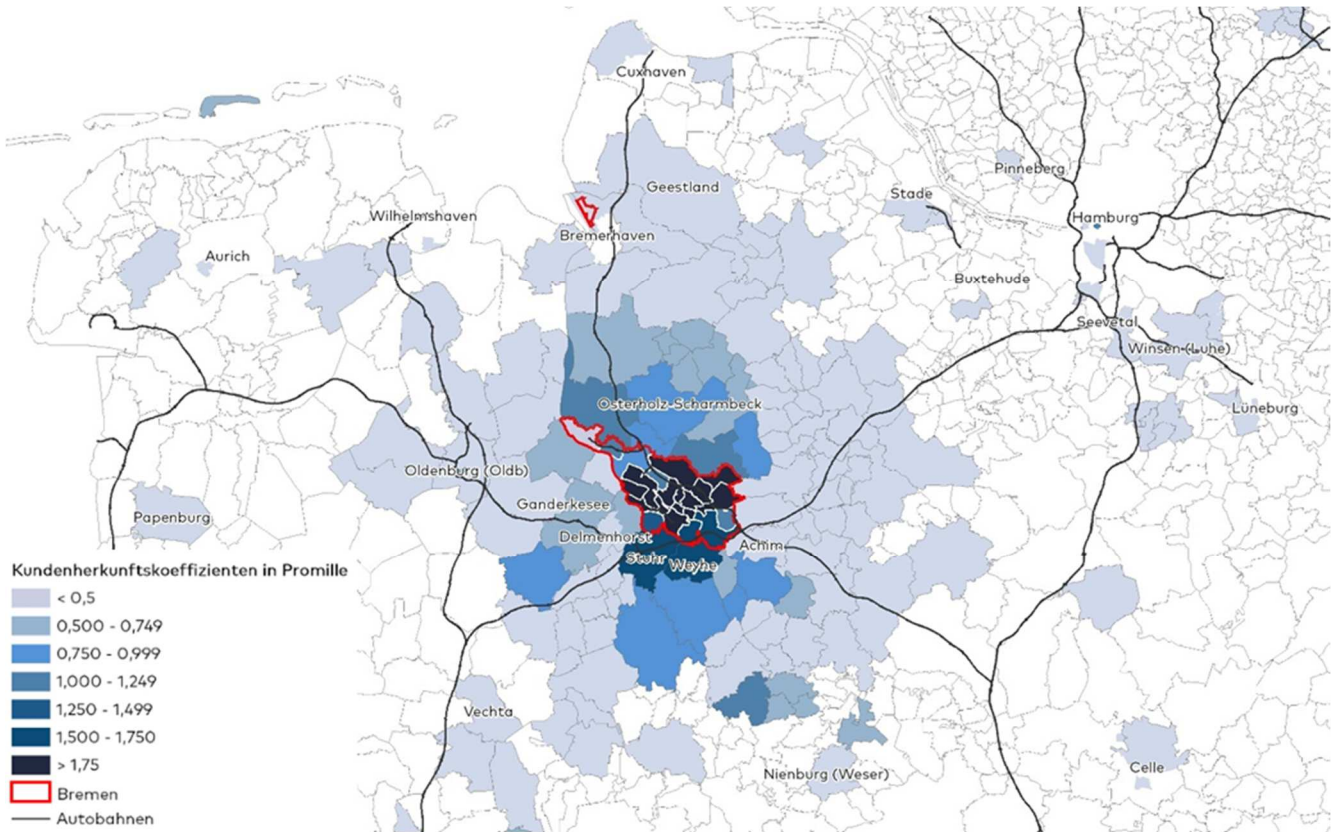 Cuxhaven
Pinneberg
Geestland
Stade
Wilhelmshaven
Hamburg
Bremerhaven
Aurich
Buxtehude
Seevetal
Winsen (Luhe)
Osterholz-Scharmbeck
Lüneburg
Oldenburg (Oldb)
Ganderkesee
Papenburg
Delmenhorst
Achim
Stuhr
Weyhe
Kundenherkunftskoeffizienten in Promille
< 0,5
0,500 - 0,749
0,750 - 0,999
1,000 - 1,249
1,250 - 1,499
1,500 - 1,750
> 1,75
Bremen
Autobahnen
Vechta
Nienburg (Weser)
Celle